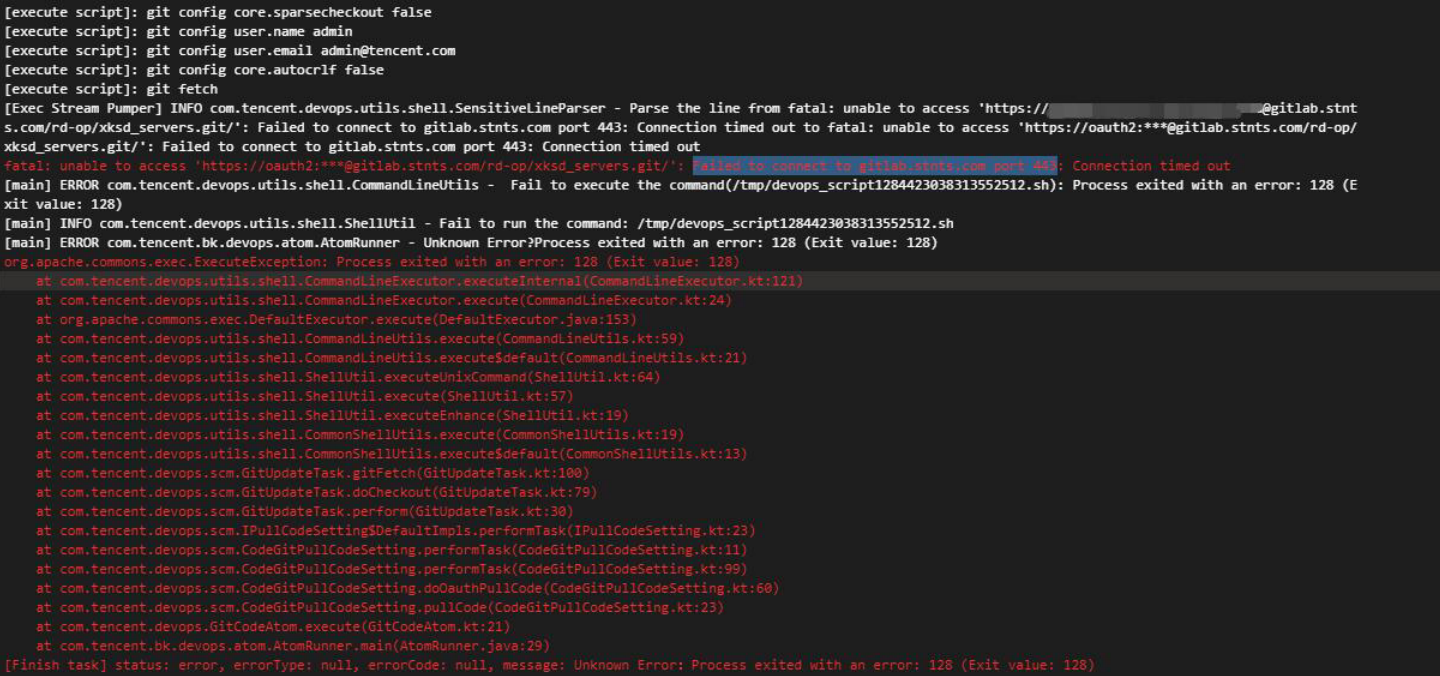 [execute script]: git config core.sparsecheckout false
[execute script]: git config user.name admin
[execute script]: git config user.email admin@tencent.com
[execute script]: git config core.autocrlf false
[execute script]: git fetch
[Exec Stream Pumper] INFO com.tencent.devops.utils.shell.SensitiveLineParser - Parse the line from fatal: unable to access 'https://@gitlab.stnt
s.com/rd-op/xksd_servers.git/': Failed to connect to gitlab.stnts.com port 443: Connection timed out to fatal: unable to access 'https://oauth2:***@gitlab.stnts.com/rd-op/
xksd_servers.git/': Failed to connect to gitlab.stnts.com port 443: Connection timed out
fatal: unable to access 'https://oauth2:***@gitlab.stnts.com/rd-op/xksd_servers.git/': Failed to connect to gitlab.stnts.com port 443: Connection timed out
[main] ERROR com.tencent.devops.utils.shell.CommandLineUtils -  Fail to execute the command(/tmp/devops_script1284423038313552512.sh): Process exited with an error: 128 (E
xit value: 128)
[main] INFO com.tencent.devops.utils.shell.ShellUtil - Fail to run the command: /tmp/devops_script1284423038313552512.sh
[main] ERROR com.tencent.bk.devops.atom.AtomRunner - Unknown Error?Process exited with an error: 128 (Exit value: 128)
org.apache.commons.exec.ExecuteException: Process exited with an error: 128 (Exit value: 128)
    at com.tencent.devops.utils.shell.CommandLineExecutor.executeInternal(CommandLineExecutor.kt:121)
    at com.tencent.devops.utils.shell.CommandLineExecutor.execute(CommandLineExecutor.kt:24)
    at org.apache.commons.exec.DefaultExecutor.execute(DefaultExecutor.java:153)
    at com.tencent.devops.utils.shell.CommandLineUtils.execute(CommandLineUtils.kt:59)
    at com.tencent.devops.utils.shell.CommandLineUtils.execute$default(CommandLineUtils.kt:21)
    at com.tencent.devops.utils.shell.ShellUtil.executeUnixCommand(ShellUtil.kt:64)
    at com.tencent.devops.utils.shell.ShellUtil.execute(ShellUtil.kt:57)
    at com.tencent.devops.utils.shell.ShellUtil.executeEnhance(ShellUtil.kt:19)
    at com.tencent.devops.utils.shell.CommonShellUtils.execute(CommonShellUtils.kt:19)
    at com.tencent.devops.utils.shell.CommonShellUtils.execute$default(CommonShellUtils.kt:13)
    at com.tencent.devops.scm.GitUpdateTask.gitFetch(GitUpdateTask.kt:100)
    at com.tencent.devops.scm.GitUpdateTask.doCheckout(GitUpdateTask.kt:79)
    at com.tencent.devops.scm.GitUpdateTask.perform(GitUpdateTask.kt:30)
    at com.tencent.devops.scm.IPullCodeSetting$DefaultImpls.performTask(IPullCodeSetting.kt:23)
    at com.tencent.devops.scm.CodeGitPullCodeSetting.performTask(CodeGitPullCodeSetting.kt:11)
    at com.tencent.devops.scm.CodeGitPullCodeSetting.performTask(CodeGitPullCodeSetting.kt:99)
    at com.tencent.devops.scm.CodeGitPullCodeSetting.doOauthPullCode(CodeGitPullCodeSetting.kt:60)
    at com.tencent.devops.scm.CodeGitPullCodeSetting.pullCode(CodeGitPullCodeSetting.kt:23)
    at com.tencent.devops.GitCodeAtom.execute(GitCodeAtom.kt:21)
    at com.tencent.bk.devops.atom.AtomRunner.main(AtomRunner.java:29)
[Finish task] status: error, errorType: null, errorCode: null, message: Unknown Error: Process exited with an error: 128 (Exit value: 128)